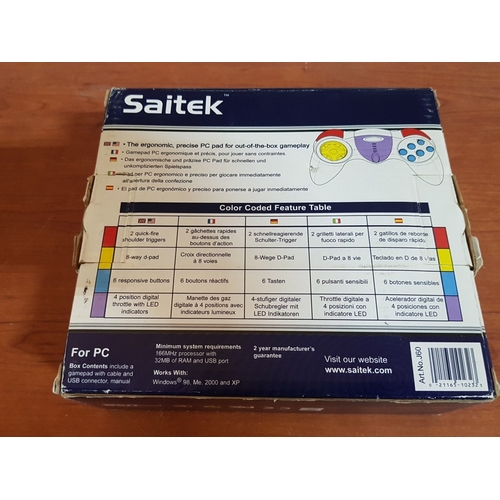 Saitek™
• The ergonomic, precise PC pad for out-of-the-box gameplay
• Gamepad PC ergonomique et précis, pour jouer sans contraintes.
• Das ergonomische und präzise PC Pad für schnellen und
unkomplizierten Spielspass
pad per PC ergonomico e preciso per giocare immediatamente
all'apertura della confezione
• El pad de PC ergonómico y preciso para ponerse a jugar inmediatamente
Color Coded Feature Table
2 quick-fire shoulder triggers
2 gâchettes rapides au-dessus des boutons d'action
2 schnellreagierende Schulter-Trigger
2 grilletti laterali per fuoco rapido
2 gatillos de reborde de disparo rápido
8-way d-pad
Croix directionnelle à 8 voies
8-Wege D-Pad
D-Pad a 8 vie
Teclado en D de 8 vías
6 responsive buttons
6 boutons réactifs
6 Tasten
6 pulsanti sensibili
6 botones sensibles
4 position digital throttle with LED indicators
Manette des gaz digitale à 4 positions avec indicateurs lumineux
4-stufiger digitaler Schubregler mit LED Indikatoren
Throttle digitale a 4 posizioni con indicatori LED
Acelerador digital de 4 posiciones con indicadores LED
For PC
Box Contents include a
gamepad with cable and
USB connector, manual
Minimum system requirements
166MHz processor with
32MB of RAM and USB port
Works With:
Windows® 98, Me, 2000 and XP
2 year manufacturer's
guarantee
Visit our website
www.saitek.com
Art.No.J60